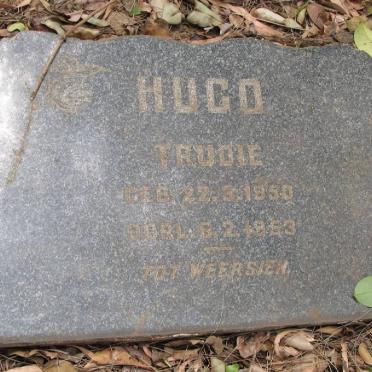 HUGO
TRUDIE
GEB. 22.3.1950
OORL. 6.2.1953
TOT WEERSIEN